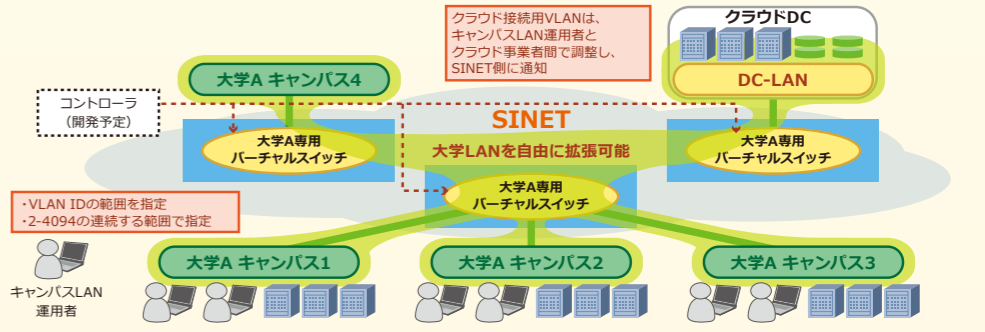 クラウド接続用VLANは、
キャンパスLAN運用者と
クラウド事業者間で調整し、
SINET側に通知
クラウドDC
DC-LAN
大学A キャンパス4
コントローラ
(開発予定)
SINET
大学LANを自由に拡張可能
大学A専用
バーチャルスイッチ
大学A専用
バーチャルスイッチ
大学A専用
バーチャルスイッチ
・VLAN IDの範囲を指定
・2-4094の連続する範囲で指定
キャンパスLAN
運用者
大学A キャンパス1
大学A キャンパス2
大学A キャンパス3